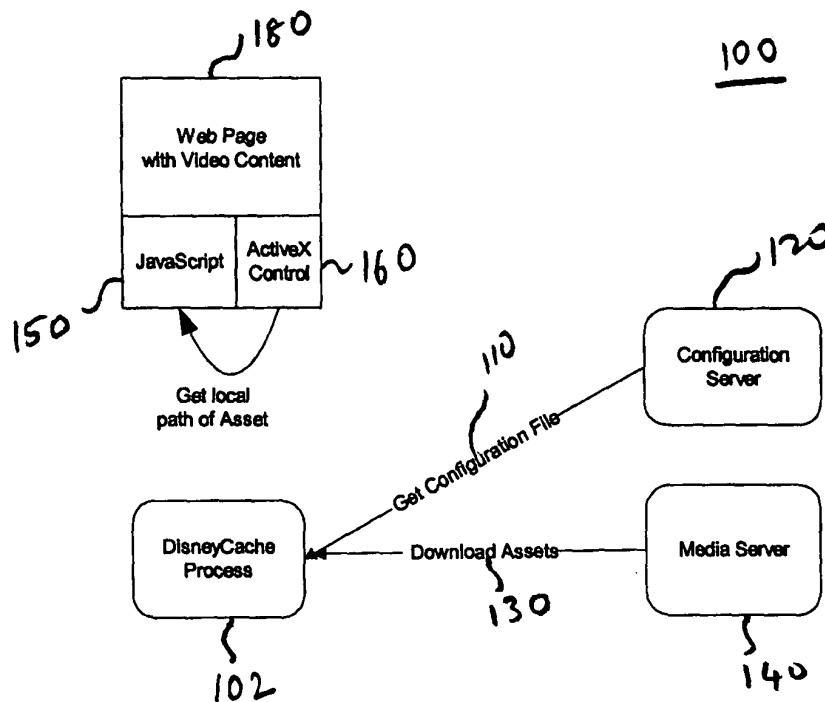 180
100
Web Page
with Video Content
JavaScript
ActiveX
Control
160
150
120
Get local
path of Asset
110
Configuration
Server
Get Configuration File
DisneyCache
Process
Download Assets
Media Server
130
102
140